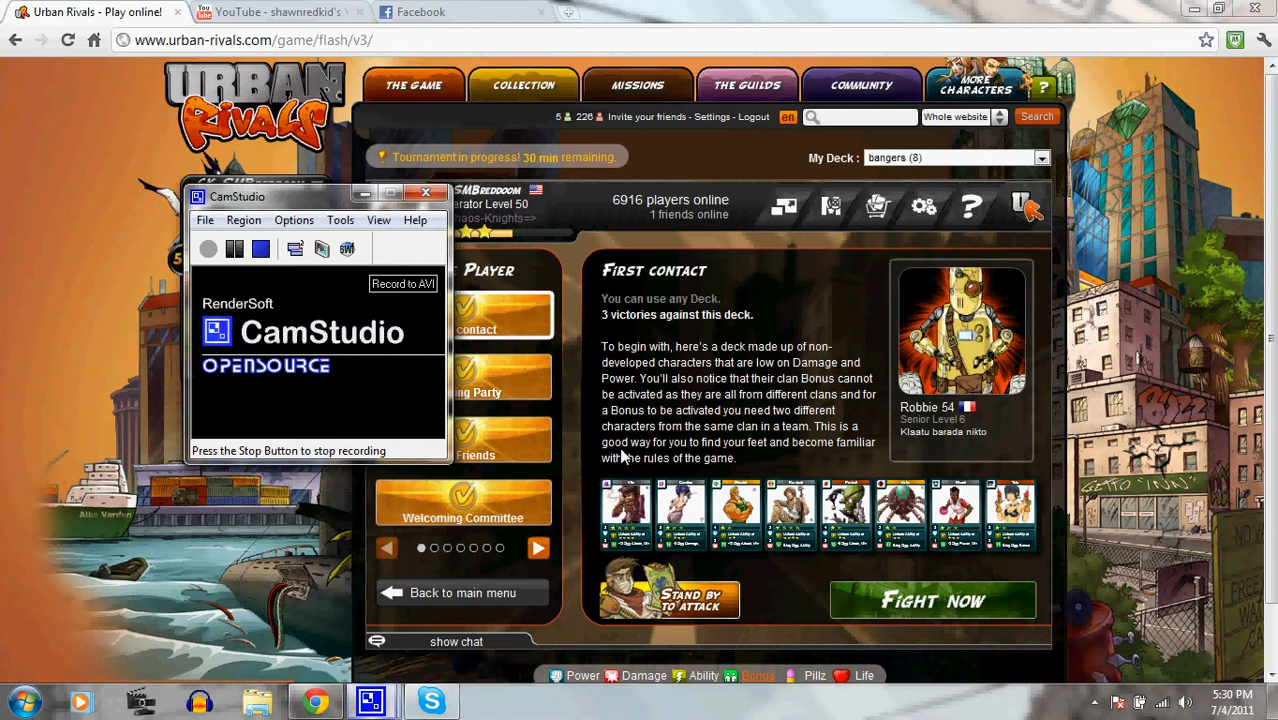 Urban Rivals - Play online!
YouTube - shawnredkid's
Facebook
www.urban-rivals.com/game/flash/v3/
URBAN
Rivals
THE GAME
COLLECTION
MISSIONS
THE GUILDS
COMMUNITY
MORE
CHARACTERS
?
5 226 Invite your friends - Settings - Logout en Whole website Search
Tournament in progress! 30 min remaining.
My Deck : bangers (8)
SMBREDDOOM
erator Level 50
haos-Knights=>
6916 players online
1 friends online
CamStudio
File Region Options Tools View Help
Record to AVI
RenderSoft
CamStudio
OPENSOURCE
Press the Stop Button to stop recording
PLAYER
contact
ng Party
Friends
Welcoming Committee
Back to main menu
show chat
FIRST CONTACT
You can use any Deck.
3 victories against this deck.
To begin with, here's a deck made up of non-
developed characters that are low on Damage and
Power. You'll also notice that their clan Bonus cannot
be activated as they are all from different clans and for
a Bonus to be activated you need two different
characters from the same clan in a team. This is a
good way for you to find your feet and become familiar
with the rules of the game.
Robbie 54
Senior Level 6
Klaatu barada nikto
STAND BY
TO ATTACK
FIGHT NOW
Power Damage Ability Bonus Pillz Life
Alba Vardon
GHETTO "INN"
5:30 PM
7/4/2011